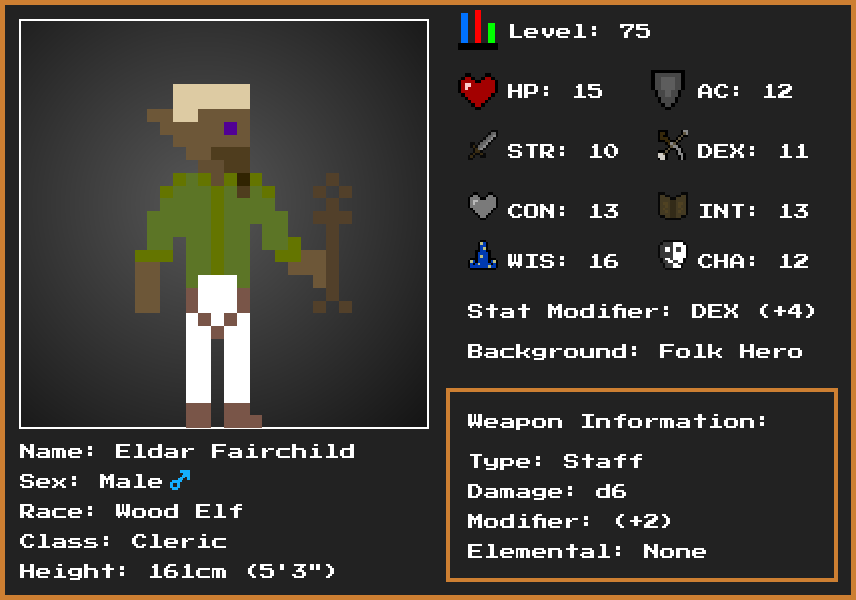 Level: 75
HP: 15 AC: 12
STR: 10 DEX: 11
CON: 13 INT: 13
WIS: 16 CHA: 12
Stat Modifier: DEX (+4)
Background: Folk Hero
Weapon Information:
Type: Staff
Damage: d6
Modifier: (+2)
Elemental: None
Name: Eldar Fairchild
Sex: Male ♂
Race: Wood Elf
Class: Cleric
Height: 161cm (5'3")